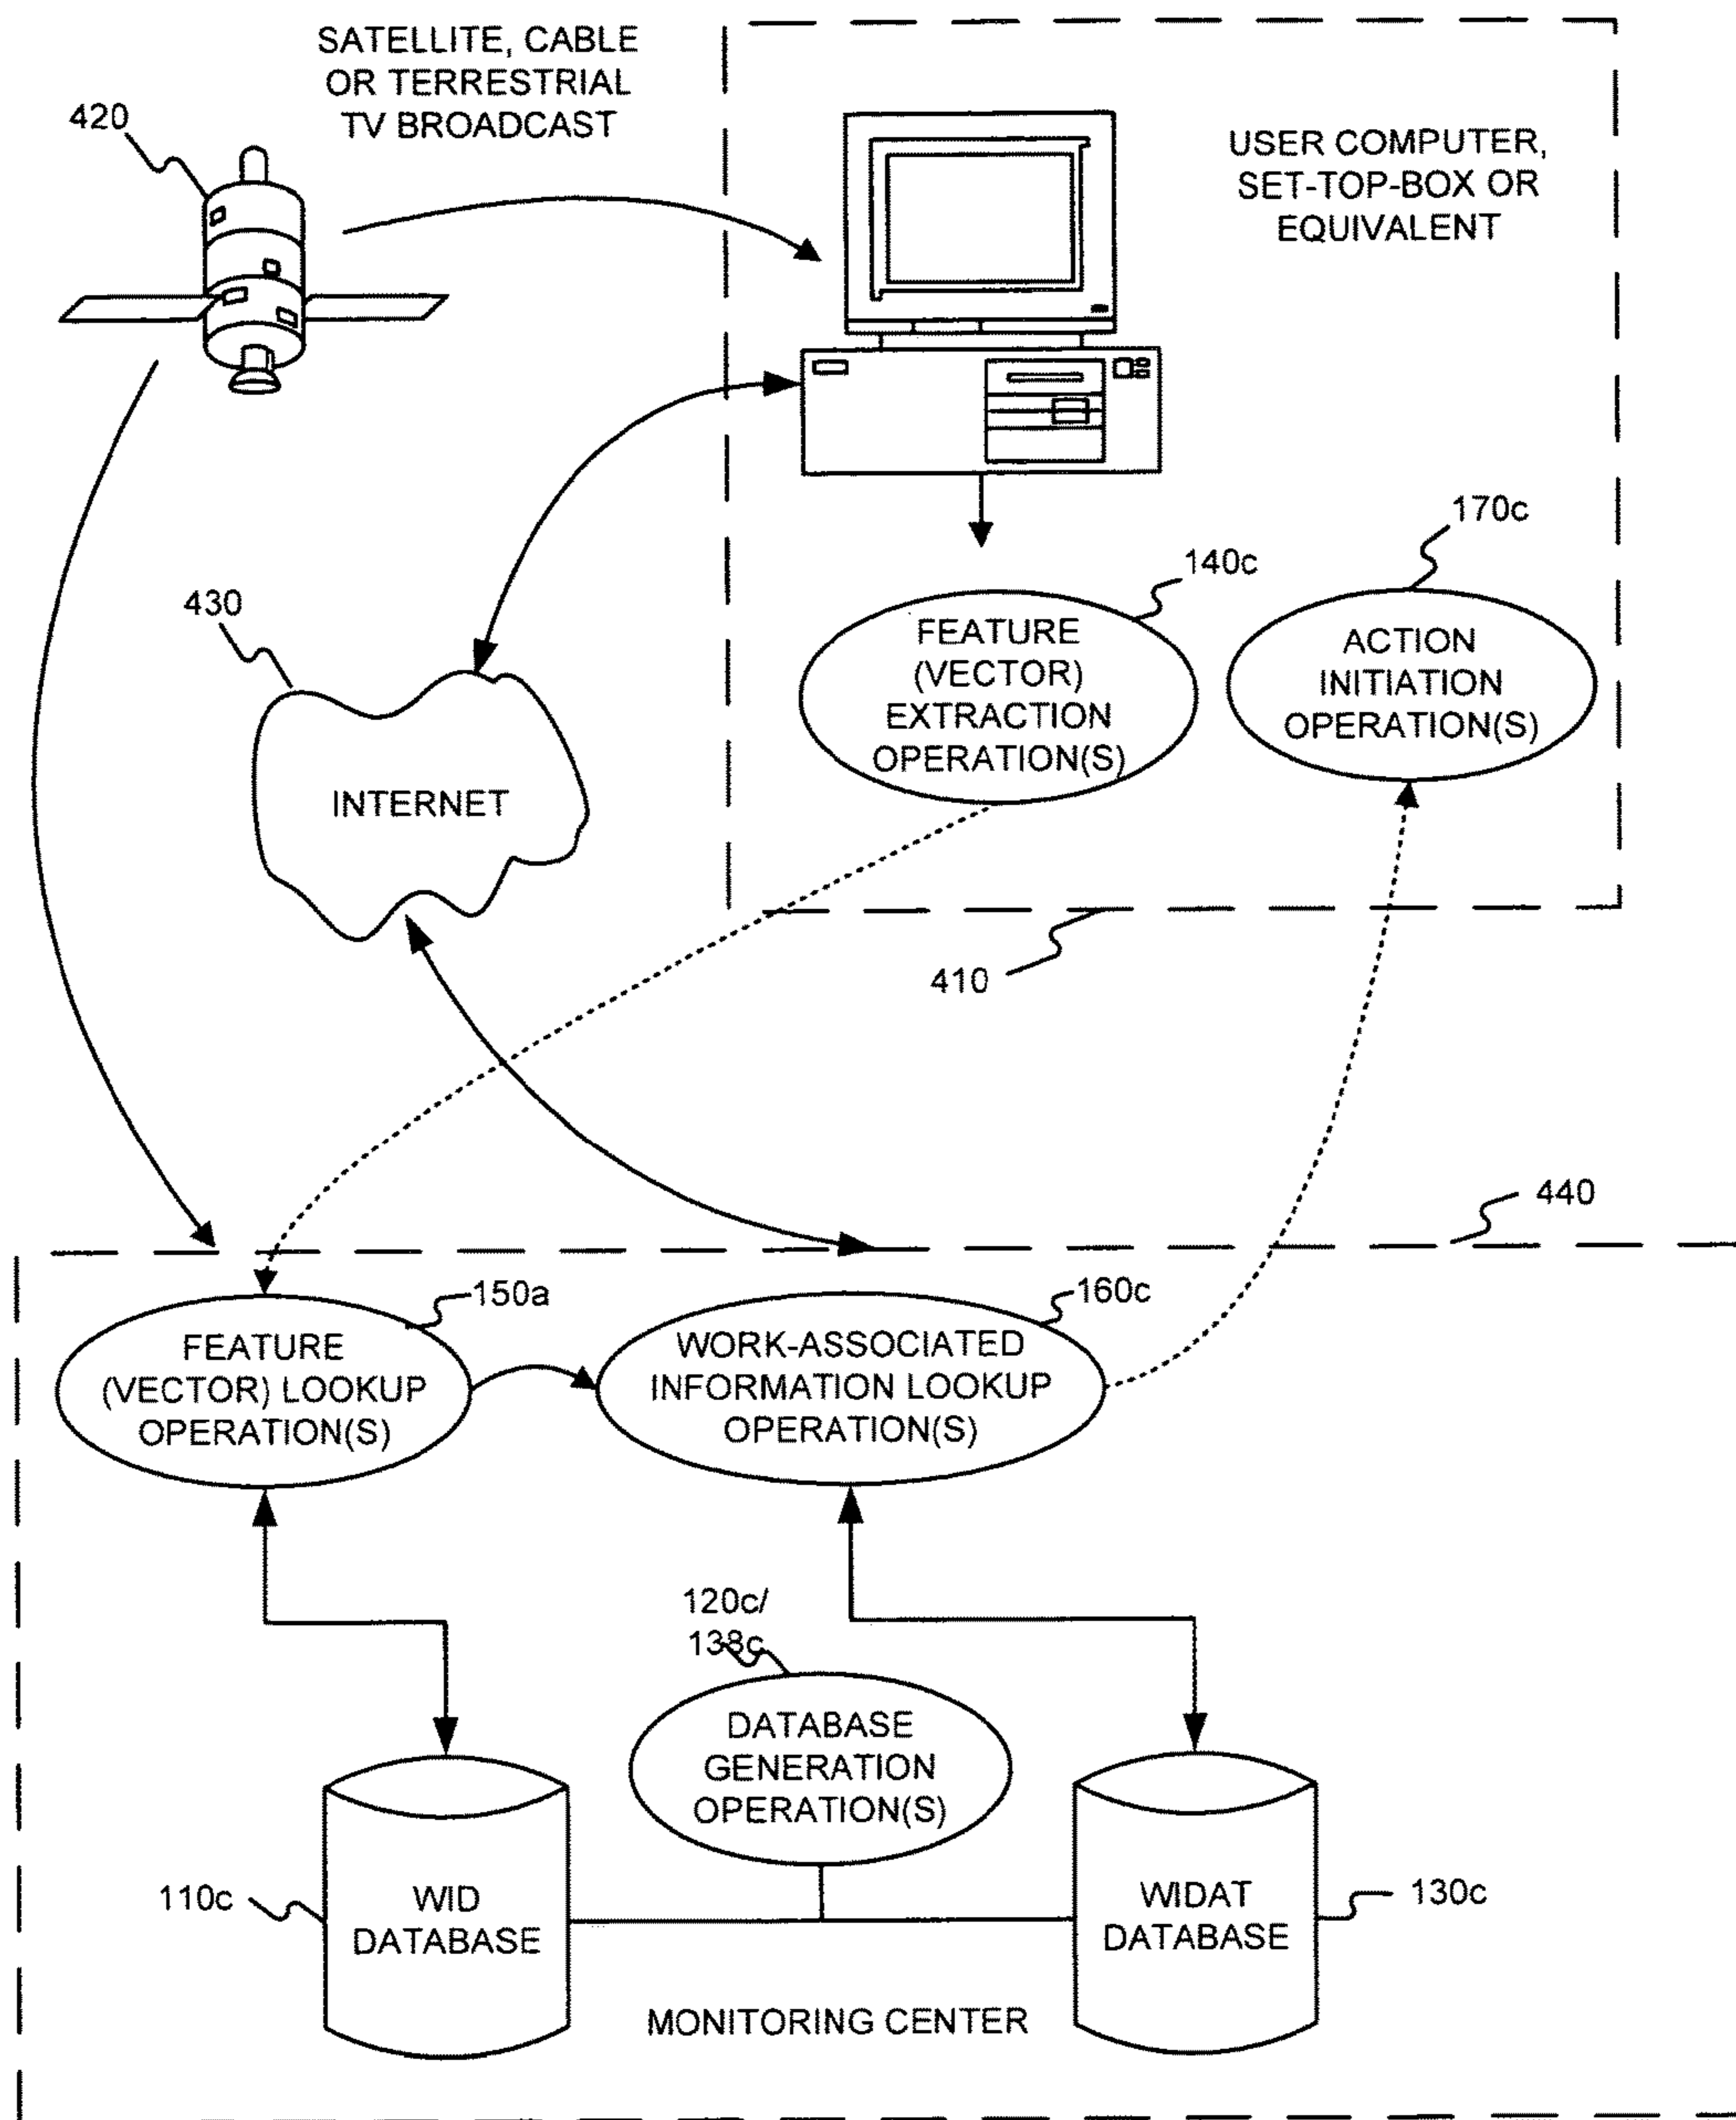 SATELLITE, CABLE
OR TERRESTRIAL
TV BROADCAST
420
USER COMPUTER,
SET-TOP-BOX OR
EQUIVALENT
170c
140c
430
FEATURE
(VECTOR)
EXTRACTION
OPERATION(S)
ACTION
INITIATION
OPERATION(S)
INTERNET
410
440
150a
160c
FEATURE
(VECTOR) LOOKUP
OPERATION(S)
WORK-ASSOCIATED
INFORMATION LOOKUP
OPERATION(S)
120c/
138c
DATABASE
GENERATION
OPERATION(S)
110c
WID
DATABASE
WIDAT
DATABASE
130c
MONITORING CENTER